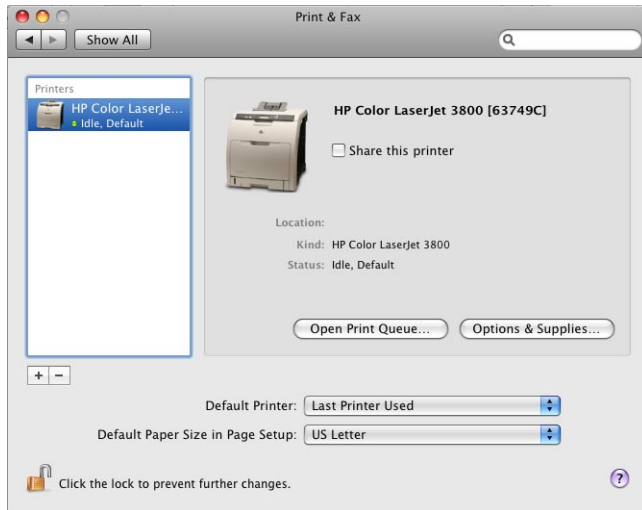 Print & Fax
Show All
Printers
HP Color LaserJe...
Idle, Default
HP Color LaserJet 3800 [63749C]
Share this printer
Location:
Kind: HP Color LaserJet 3800
Status: Idle, Default
Open Print Queue...
Options & Supplies...
+ −
Default Printer: Last Printer Used
Default Paper Size in Page Setup: US Letter
Click the lock to prevent further changes.
?